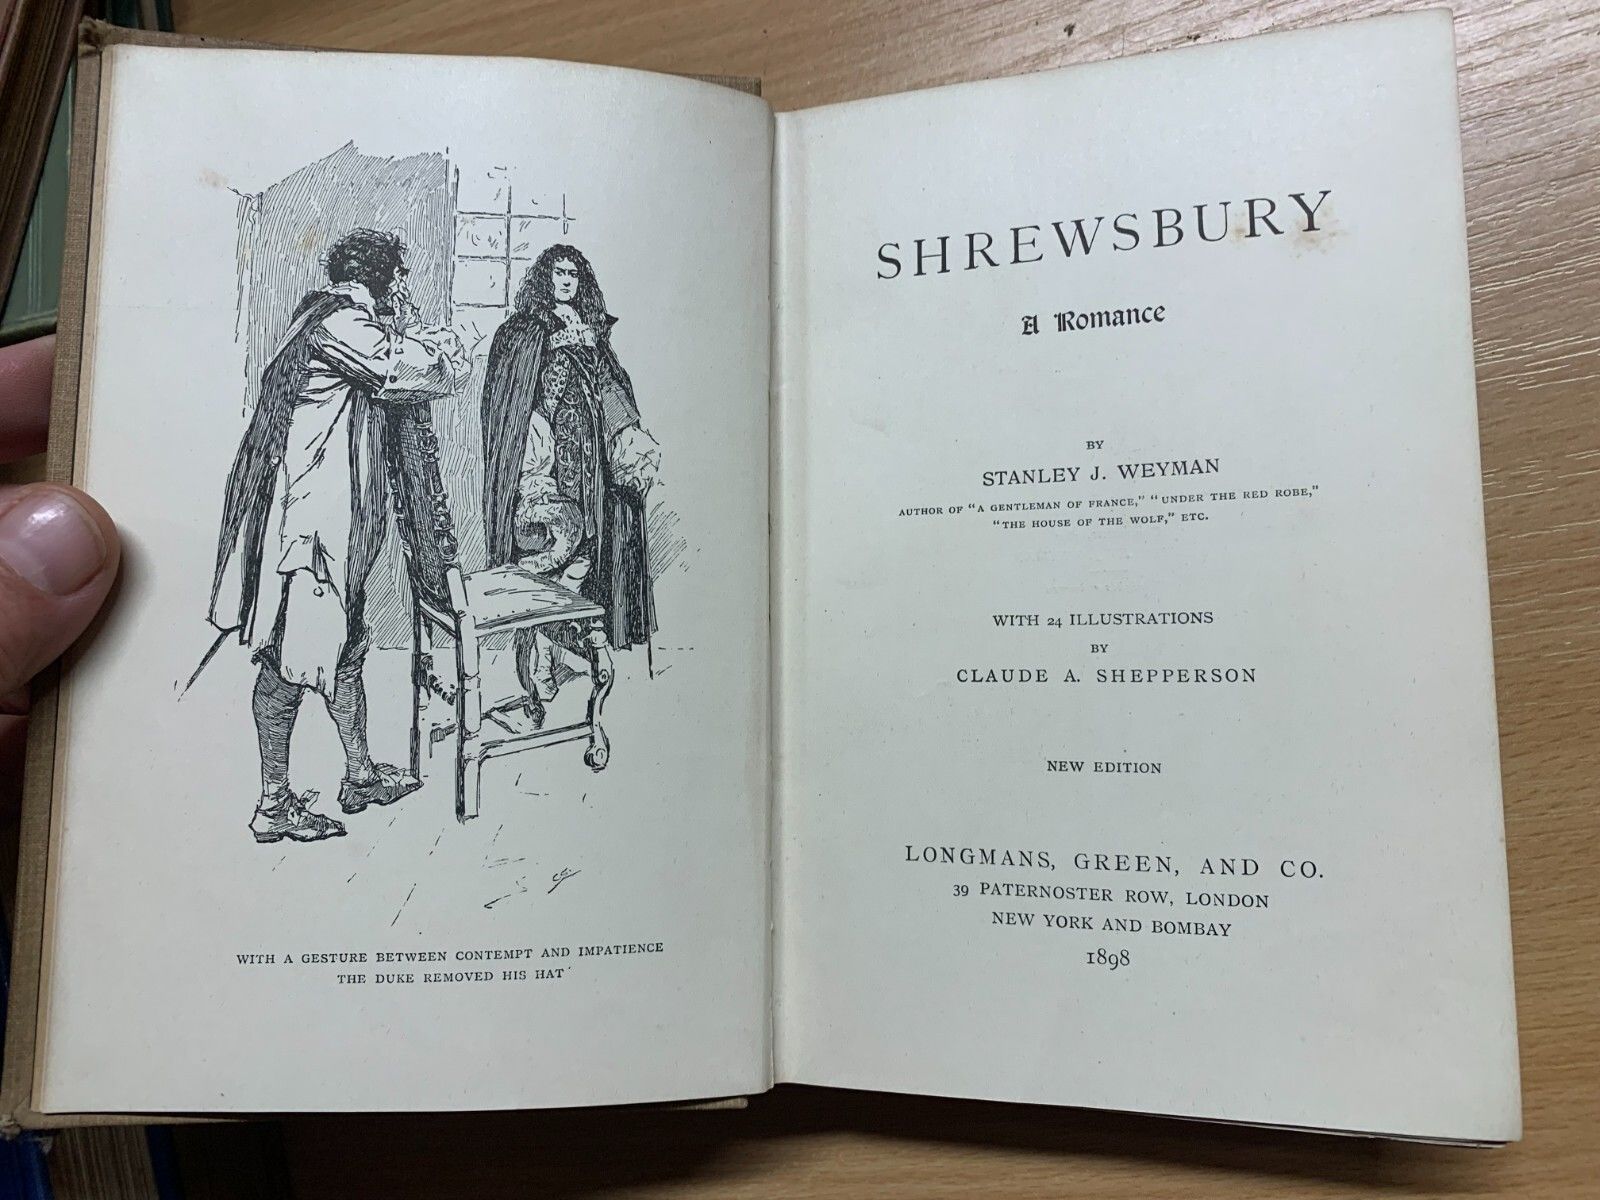 WITH A GESTURE BETWEEN CONTEMPT AND IMPATIENCE
THE DUKE REMOVED HIS HAT
SHREWSBURY
A Romance
BY
STANLEY J. WEYMAN
AUTHOR OF "A GENTLEMAN OF FRANCE," "UNDER THE RED ROBE,"
"THE HOUSE OF THE WOLF," ETC.
WITH 24 ILLUSTRATIONS
BY
CLAUDE A. SHEPPERSON
NEW EDITION
LONGMANS, GREEN, AND CO.
39 PATERNOSTER ROW, LONDON
NEW YORK AND BOMBAY
1898